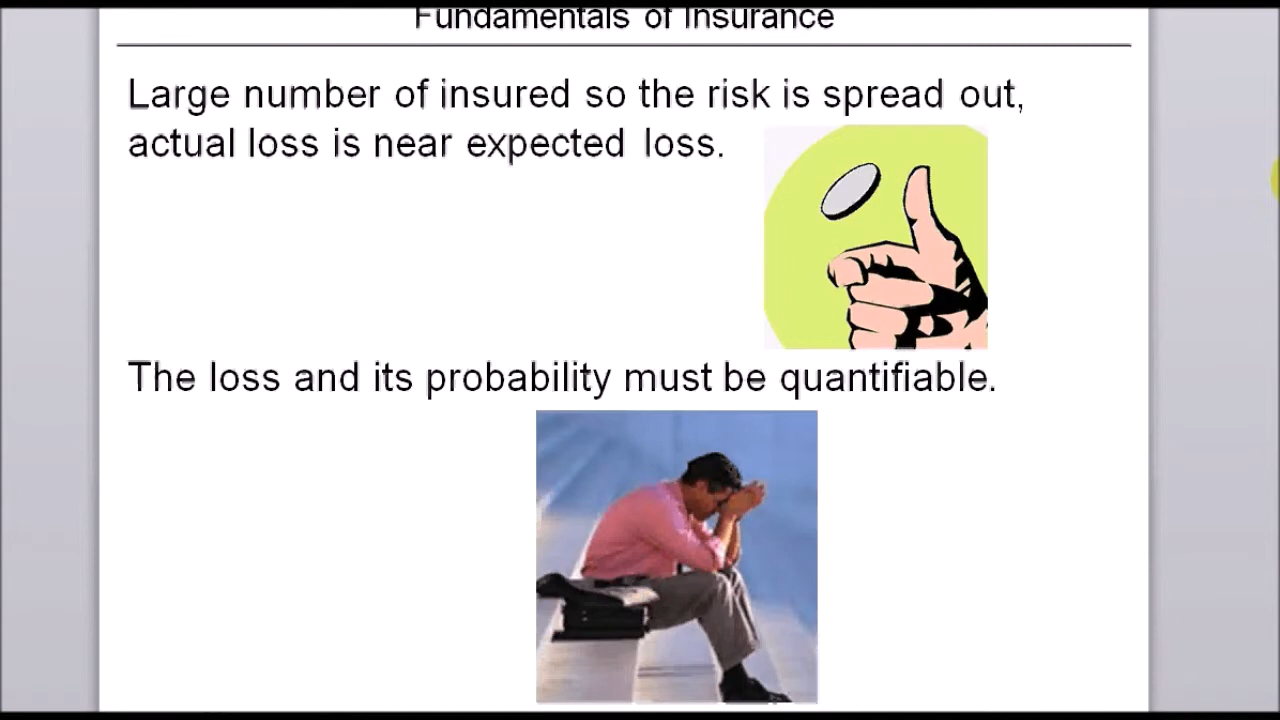 Fundamentals of Insurance
Large number of insured so the risk is spread out,
actual loss is near expected loss.
The loss and its probability must be quantifiable.